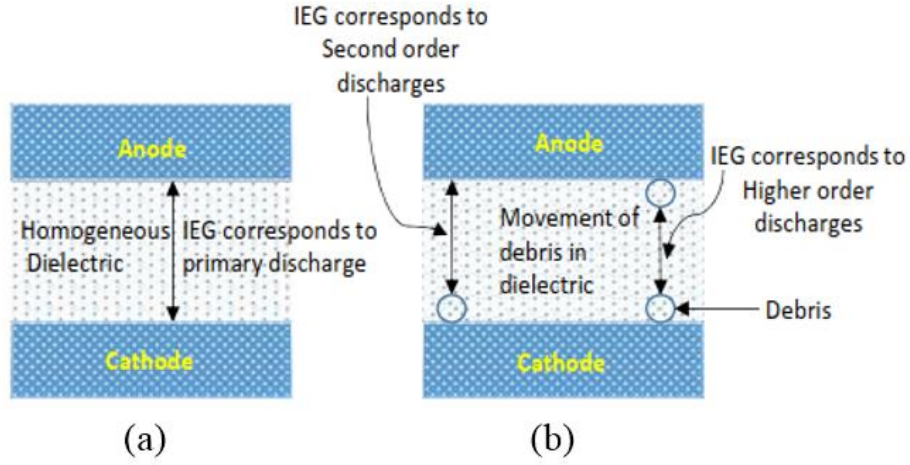 Anode
Homogeneous
Dielectric
IEG corresponds to
primary discharge
Cathode
(a)
IEG corresponds to
Second order
discharges
Anode
Movement of
debris in
dielectric
IEG corresponds to
Higher order
discharges
Debris
Cathode
(b)